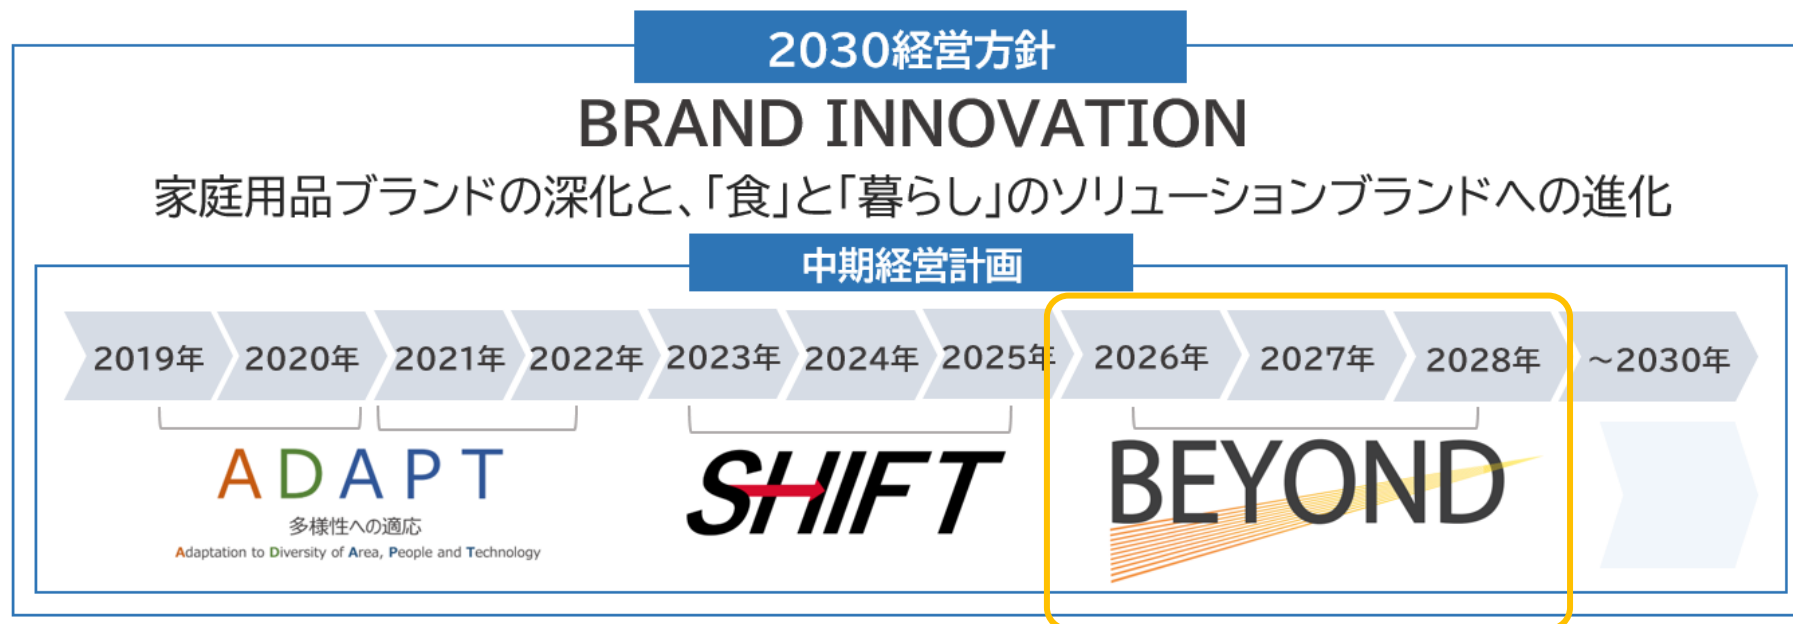 2030経営方針
BRAND INNOVATION
家庭用品ブランドの深化と、「食」と「暮らし」のソリューションブランドへの進化
中期経営計画
2019年 2020年 2021年 2022年 2023年 2024年 2025年 2026年 2027年 2028年 ～2030年
ADAPT
多様性への適応
Adaptation to Diversity of Area, People and Technology
SHIFT
BEYOND